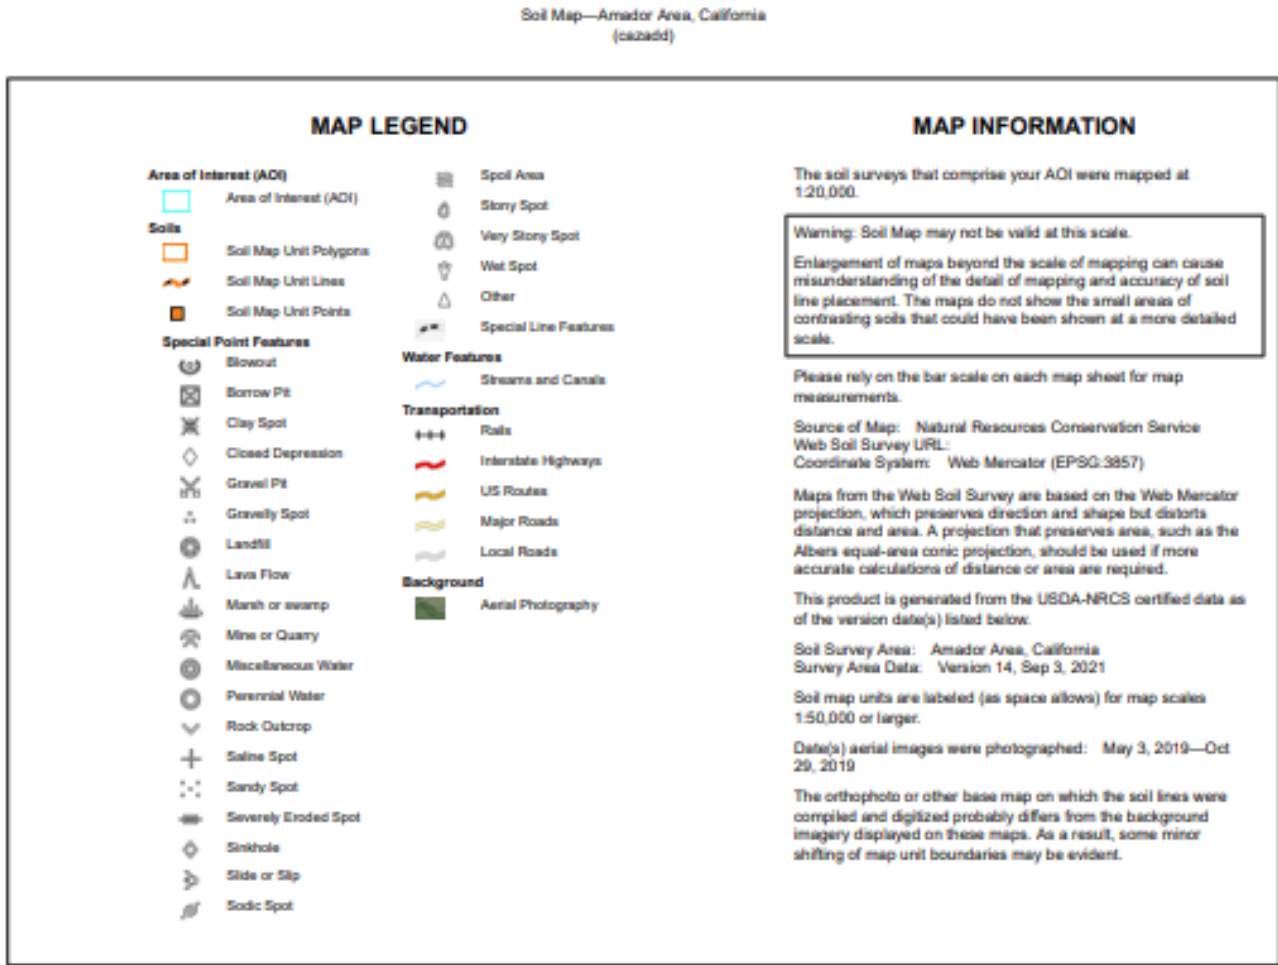 Soil Map—Amador Area, California
(cazadd)
MAP LEGEND
Area of Interest (AOI)
Area of Interest (AOI)
Soils
Soil Map Unit Polygons
Soil Map Unit Lines
Soil Map Unit Points
Special Point Features
Blowout
Borrow Pit
Clay Spot
Closed Depression
Gravel Pit
Gravelly Spot
Landfill
Lava Flow
Marsh or swamp
Mine or Quarry
Miscellaneous Water
Perennial Water
Rock Outcrop
Saline Spot
Sandy Spot
Severely Eroded Spot
Sinkhole
Slide or Slip
Sodic Spot
Spoil Area
Stony Spot
Very Stony Spot
Wet Spot
Other
Special Line Features
Water Features
Streams and Canals
Transportation
Rails
Interstate Highways
US Routes
Major Roads
Local Roads
Background
Aerial Photography
MAP INFORMATION
The soil surveys that comprise your AOI were mapped at
1:20,000.
Warning: Soil Map may not be valid at this scale.
Enlargement of maps beyond the scale of mapping can cause
misunderstanding of the detail of mapping and accuracy of soil
line placement. The maps do not show the small areas of
contrasting soils that could have been shown at a more detailed
scale.
Please rely on the bar scale on each map sheet for map
measurements.
Source of Map: Natural Resources Conservation Service
Web Soil Survey URL:
Coordinate System: Web Mercator (EPSG:3857)
Maps from the Web Soil Survey are based on the Web Mercator
projection, which preserves direction and shape but distorts
distance and area. A projection that preserves area, such as the
Albers equal-area conic projection, should be used if more
accurate calculations of distance or area are required.
This product is generated from the USDA-NRCS certified data as
of the version date(s) listed below.
Soil Survey Area: Amador Area, California
Survey Area Data: Version 14, Sep 3, 2021
Soil map units are labeled (as space allows) for map scales
1:50,000 or larger.
Date(s) aerial images were photographed: May 3, 2019—Oct
29, 2019
The orthophoto or other base map on which the soil lines were
compiled and digitized probably differs from the background
imagery displayed on these maps. As a result, some minor
shifting of map unit boundaries may be evident.